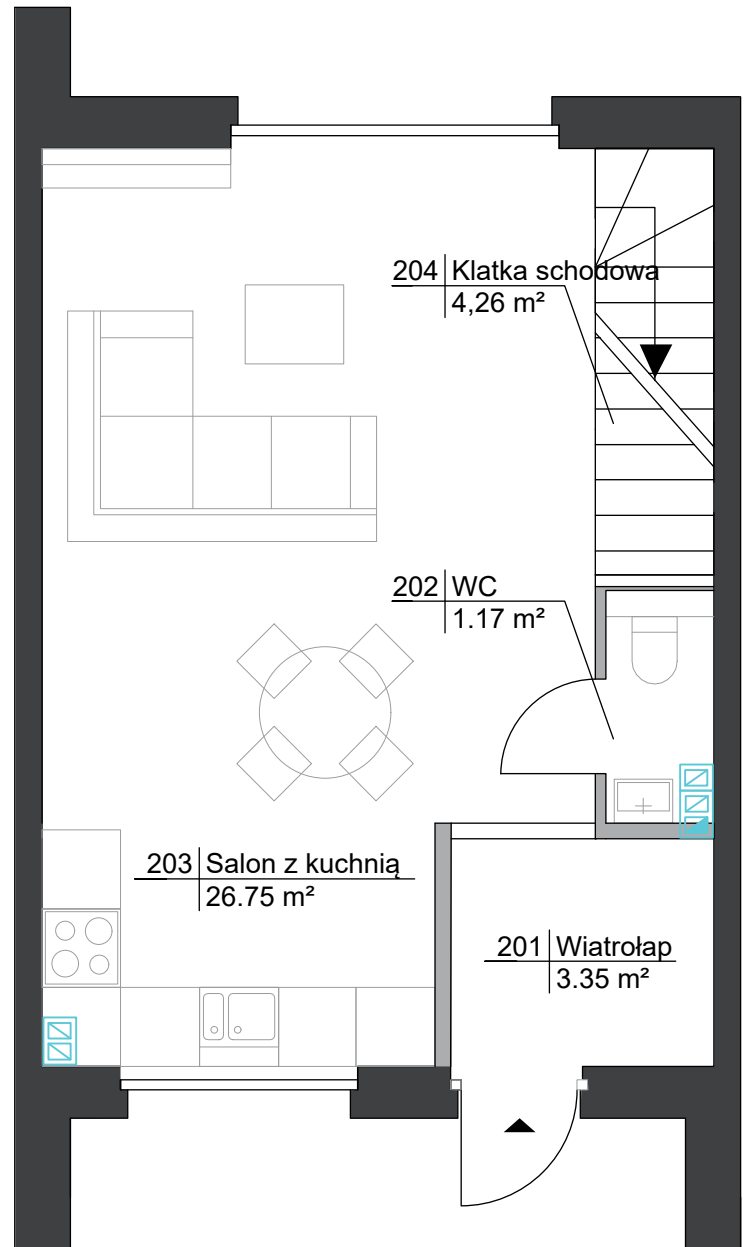 204 Klatka schodowa
4,26 m²
202 WC
1.17 m²
203 Salon z kuchnią
26.75 m²
201 Wiatrołap
3.35 m²